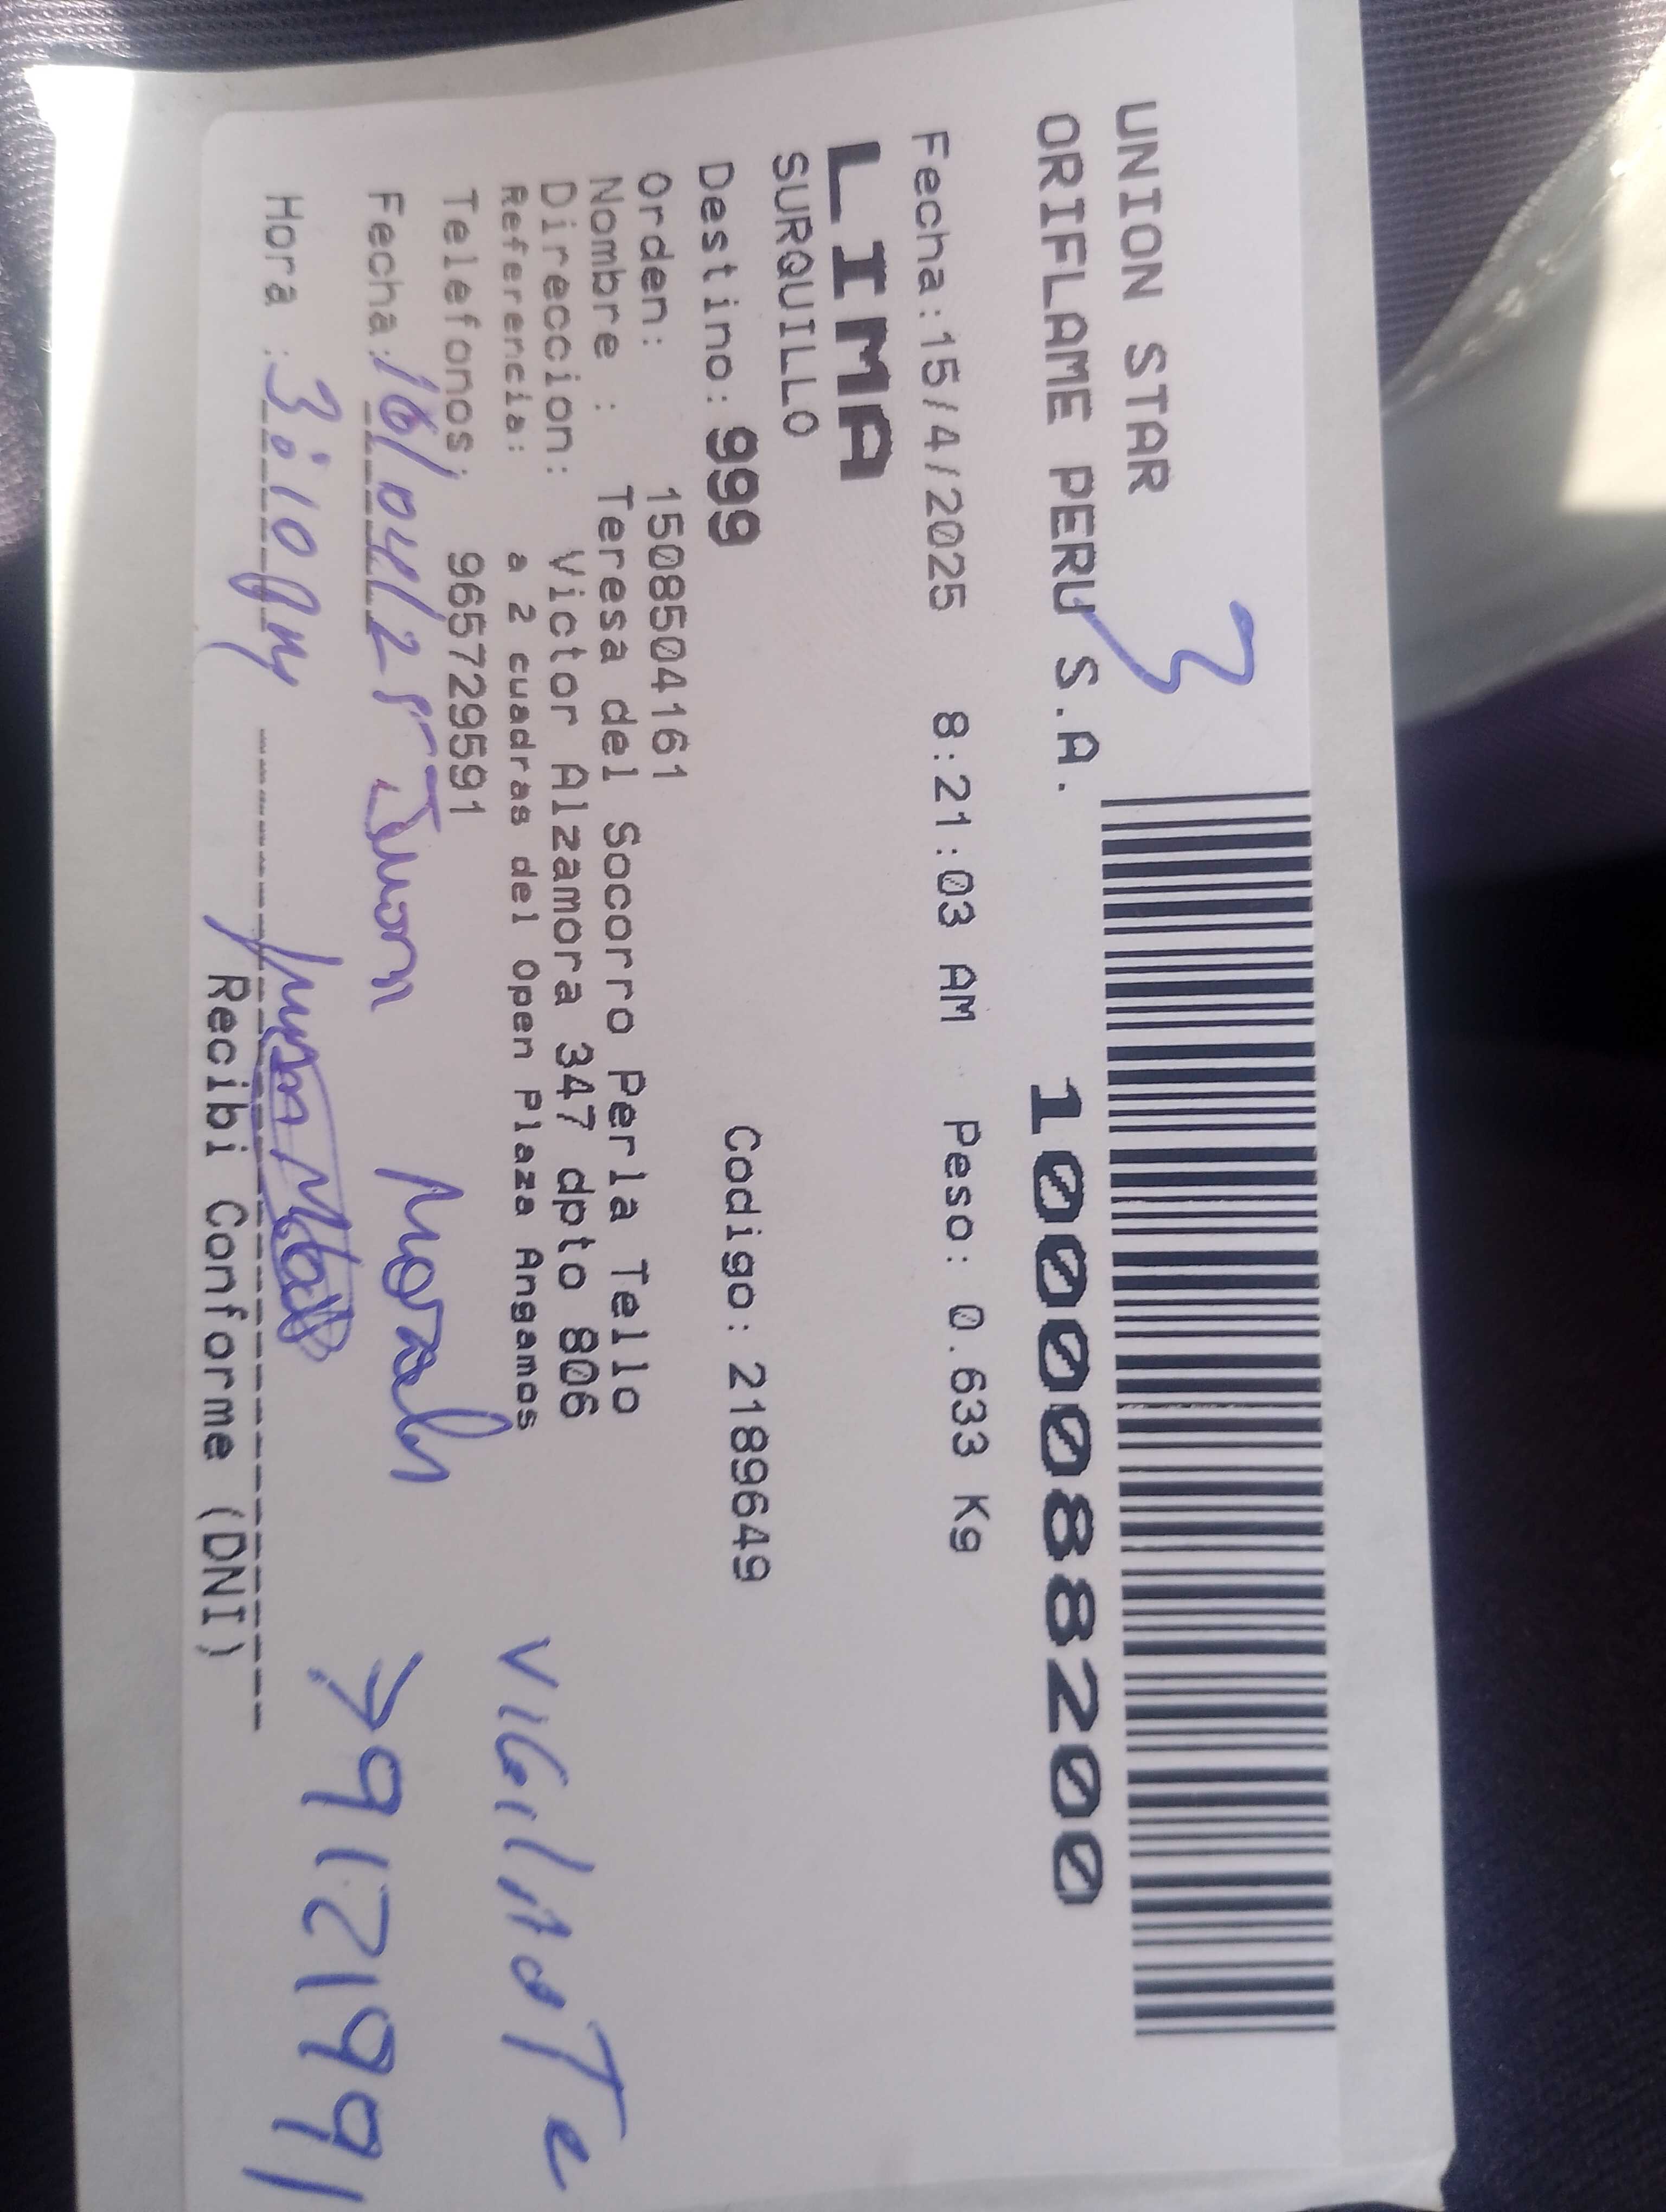 3
UNION STAR
ORIFLAME PERU S.A. 1000088200
Fecha:15/4/2025 8:21:03 AM Peso: 0.633 Kg
LIMA
SURQUILLO
Destino: 999 Codigo: 2189649
Orden: 1508504161
Nombre : Teresa del Socorro Perla Tello
Direccion: Victor Alzamora 347 dpto 806
Referencia: a 2 cuadras del Open Plaza Angamos
Telefonos: 965729591
VIGilAnTe
Fecha: 16/04/25 Juan Morales
Hora : 3:10 pm
Recibi Conforme (DNI)